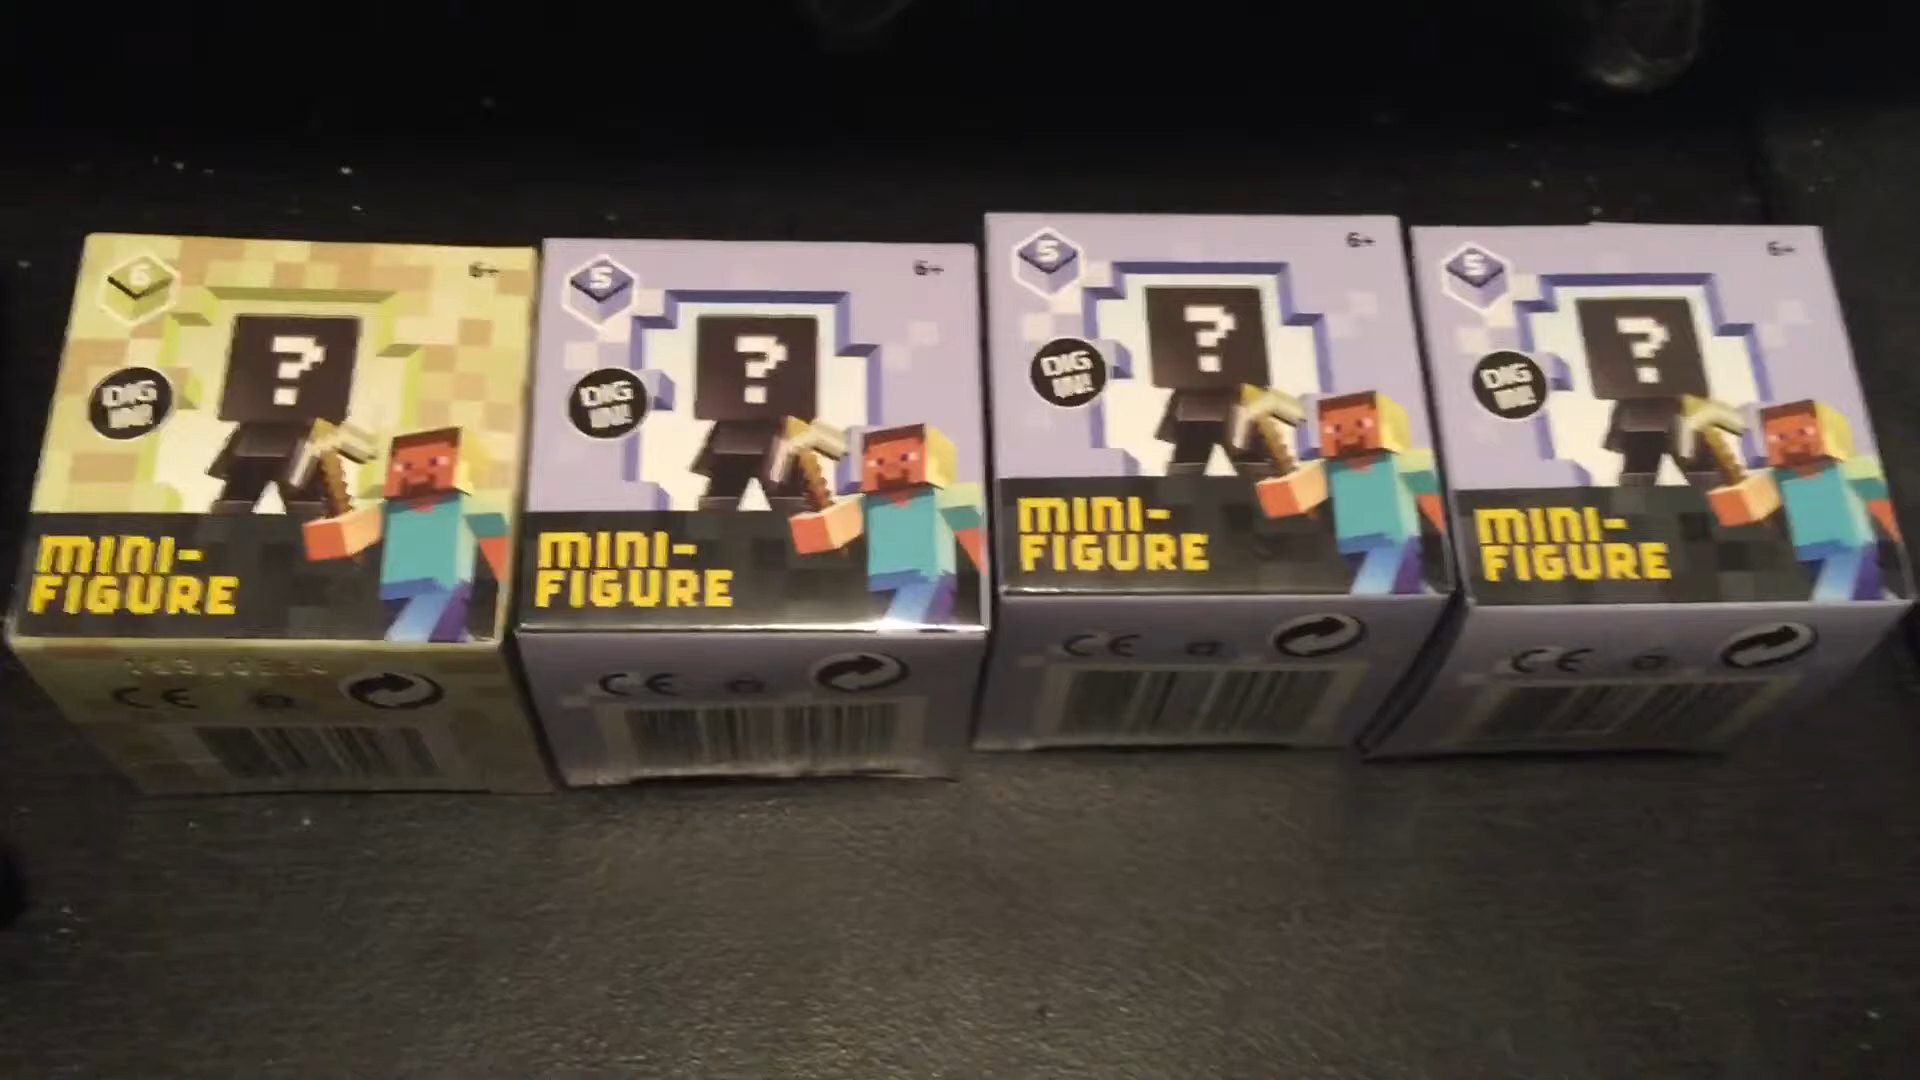 6
6+
?
DIG
IN!
MINI-
FIGURE
CE
5
6+
?
DIG
IN!
MINI-
FIGURE
CE
5
6+
?
DIG
IN!
MINI-
FIGURE
CE
5
6+
?
DIG
IN!
MINI-
FIGURE
CE